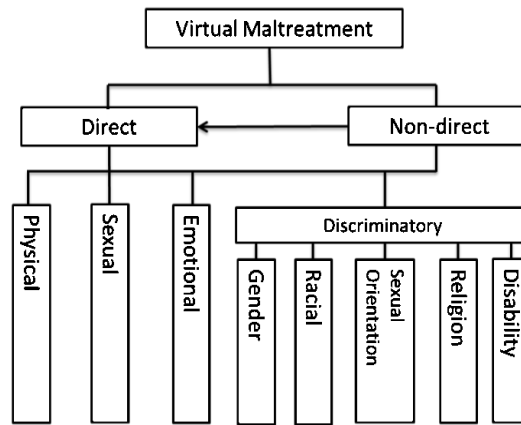 Virtual Maltreatment
Direct
Non-direct
Physical
Sexual
Emotional
Discriminatory
Gender
Racial
Sexual
Orientation
Religion
Disability